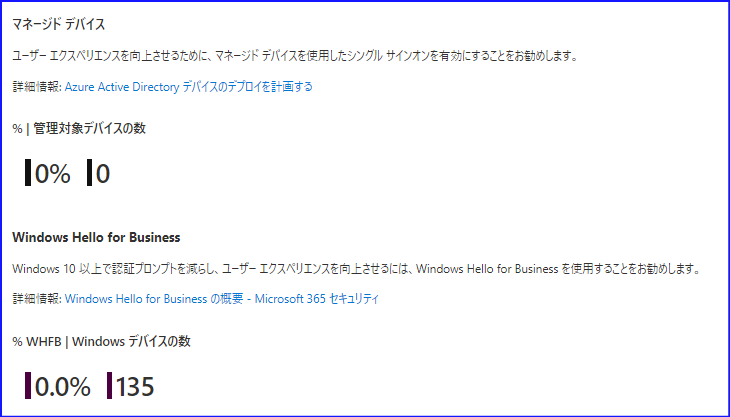 マネージド デバイス
ユーザー エクスペリエンスを向上させるために、マネージド デバイスを使用したシングル サインオンを有効にすることをお勧めします。
詳細情報: Azure Active Directory デバイスのデプロイを計画する
% | 管理対象デバイスの数
0% 0
Windows Hello for Business
Windows 10 以上で認証プロンプトを減らし、ユーザー エクスペリエンスを向上させるには、Windows Hello for Business を使用することをお勧めします。
詳細情報: Windows Hello for Business の概要 - Microsoft 365 セキュリティ
% WHFB | Windows デバイスの数
0.0% 135